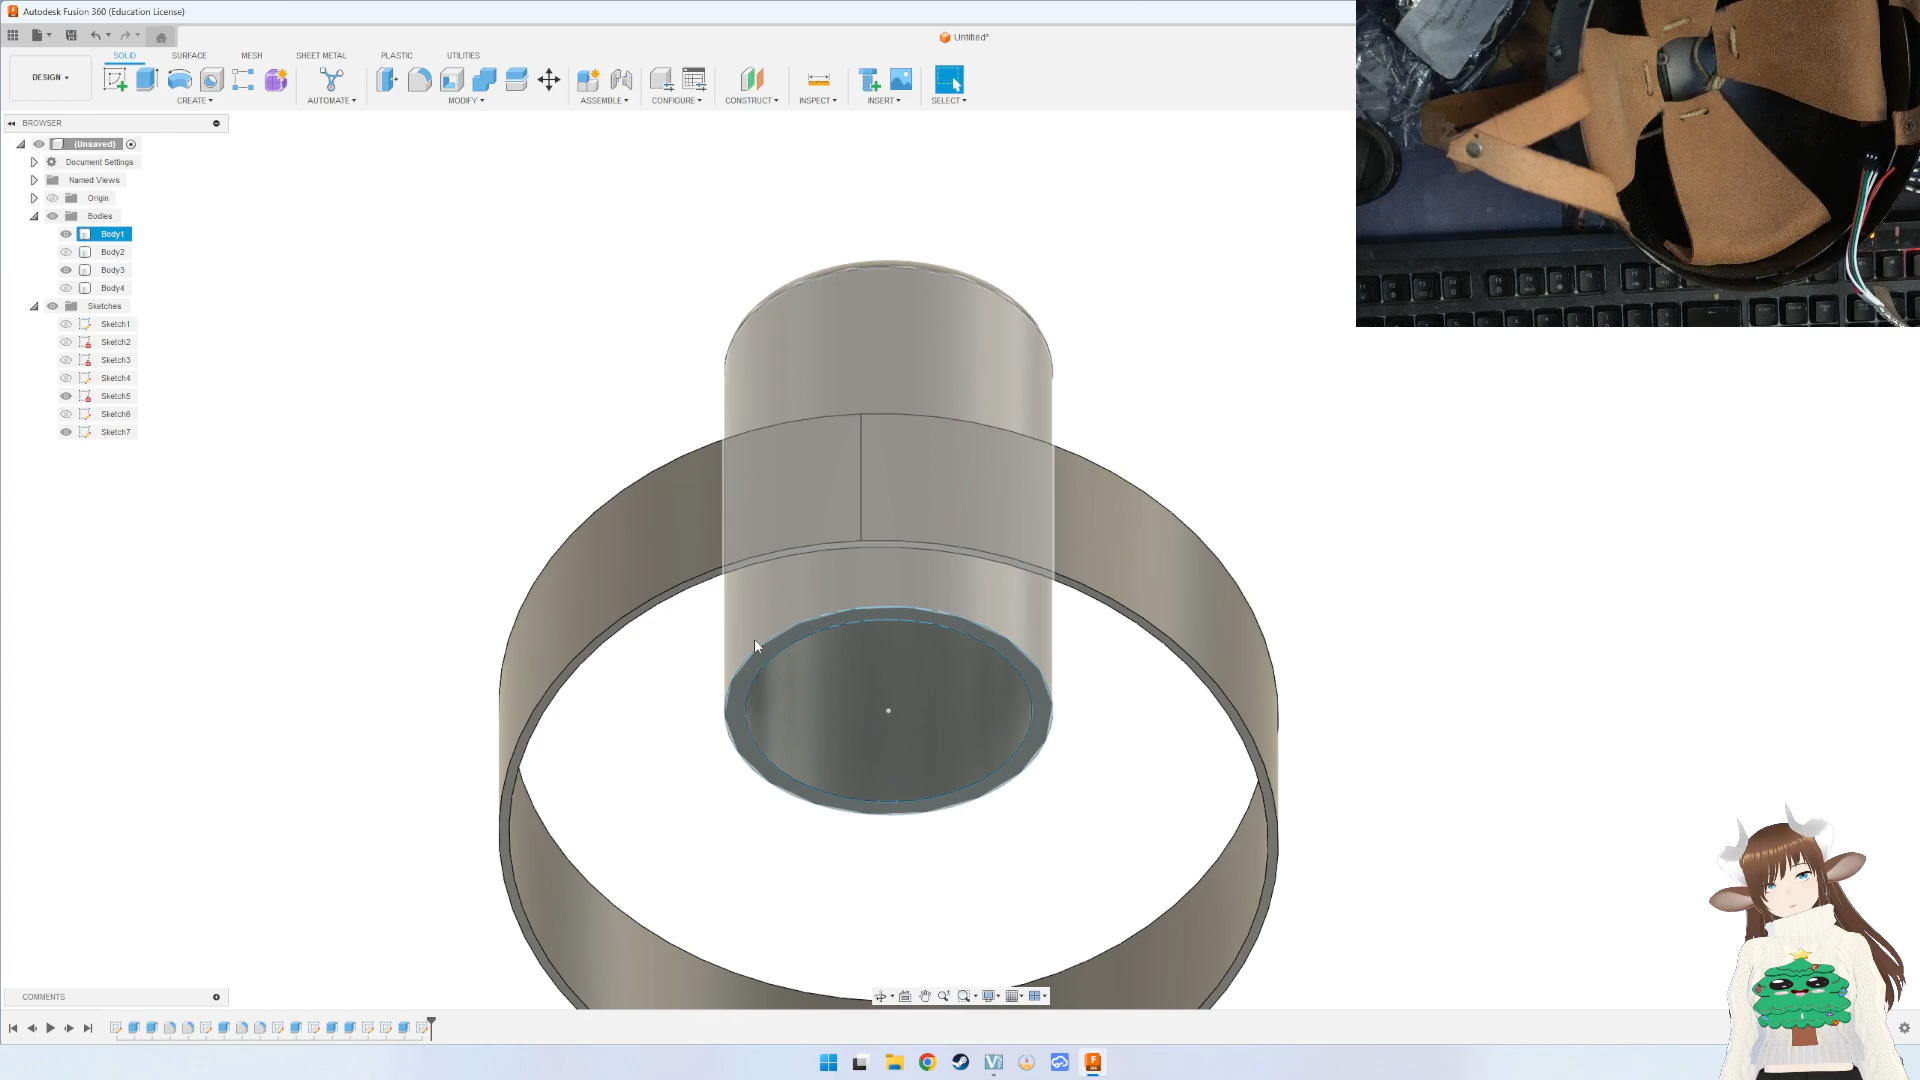 Autodesk Fusion 360 (Education License)
Untitled*
DESIGN
SOLID SURFACE MESH SHEET METAL PLASTIC UTILITIES
CREATE AUTOMATE MODIFY ASSEMBLE CONFIGURE CONSTRUCT INSPECT INSERT SELECT
BROWSER
(Unsaved)
Document Settings
Named Views
Origin
Bodies
Body1
Body2
Body3
Body4
Sketches
Sketch1
Sketch2
Sketch3
Sketch4
Sketch5
Sketch6
Sketch7
COMMENTS